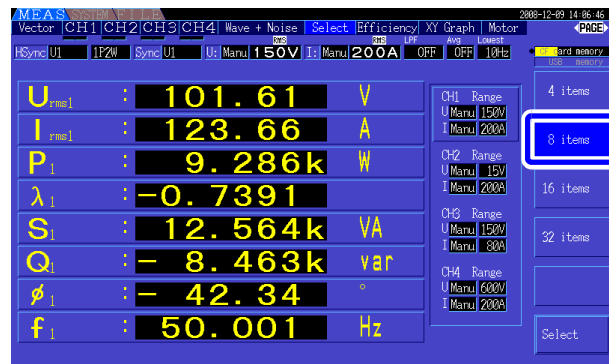 MEAS SYSTEM FILE 2008-12-09 14:06:46
Vector CH1 CH2 CH3 CH4 Wave + Noise Select Efficiency XY Graph Motor PAGE
RMS RMS LPF Avg Lowest
HSync U1 1P2W Sync U1 U: Manu 150V I: Manu 200A OFF OFF 10Hz
CF card memory
USB memory
Urms1 : 101.61 V
Irms1 : 123.66 A
P1 : 9.286k W
λ1 : -0.7391
S1 : 12.564k VA
Q1 : - 8.463k var
ø1 : - 42.34 °
f1 : 50.001 Hz
CH1 Range
U Manu 150V
I Manu 200A
CH2 Range
U Manu 15V
I Manu 200A
CH3 Range
U Manu 150V
I Manu 80A
CH4 Range
U Manu 600V
I Manu 200A
4 items
8 items
16 items
32 items
Select